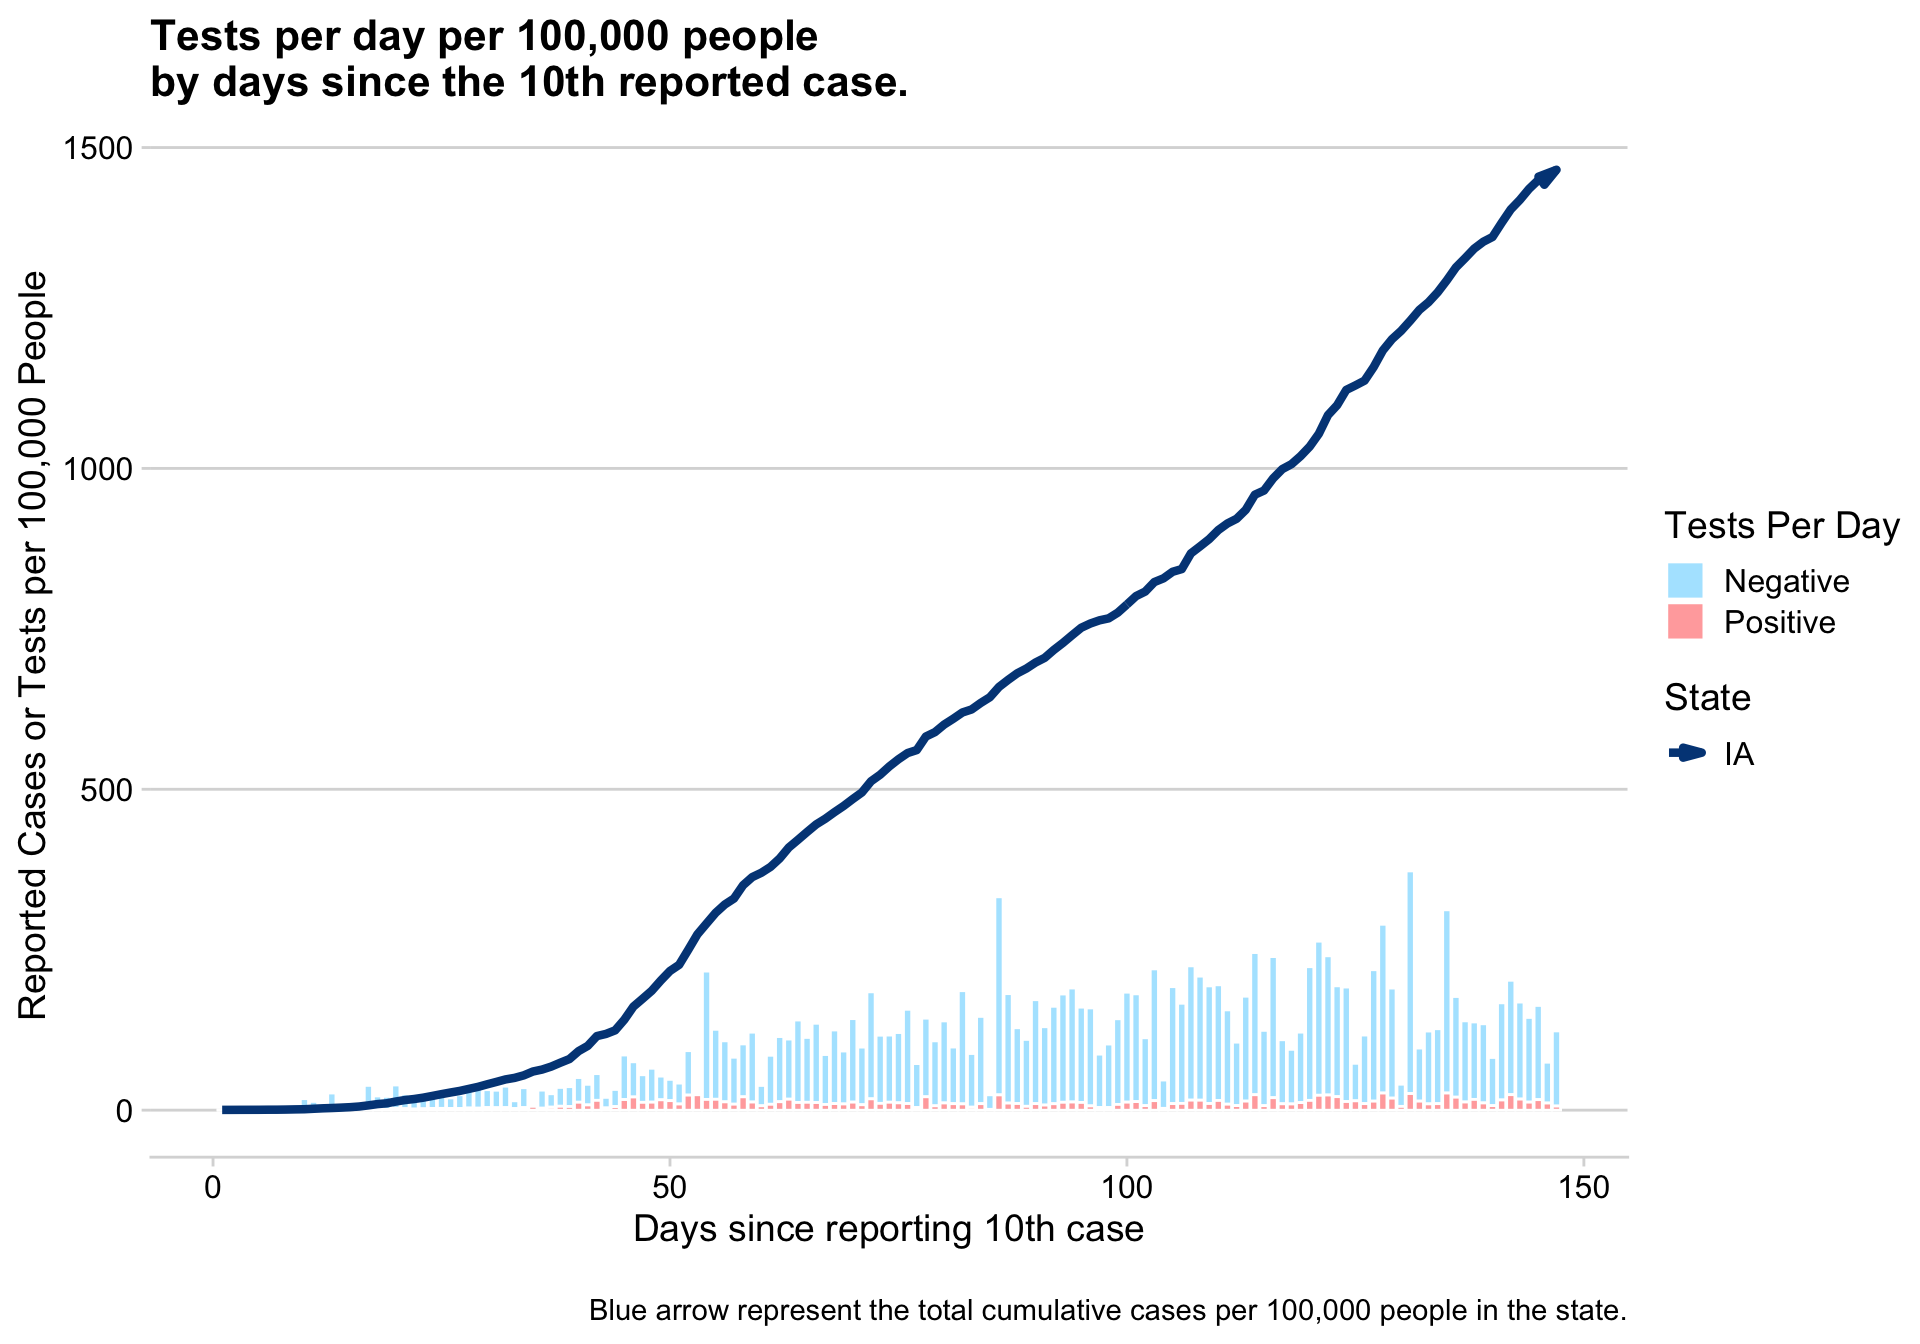 Tests per day per 100,000 people
by days since the 10th reported case.
Reported Cases or Tests per 100,000 People
1500
1000
500
0
0
50
100
150
Days since reporting 10th case
Tests Per Day
Negative
Positive
State
IA
Blue arrow represent the total cumulative cases per 100,000 people in the state.